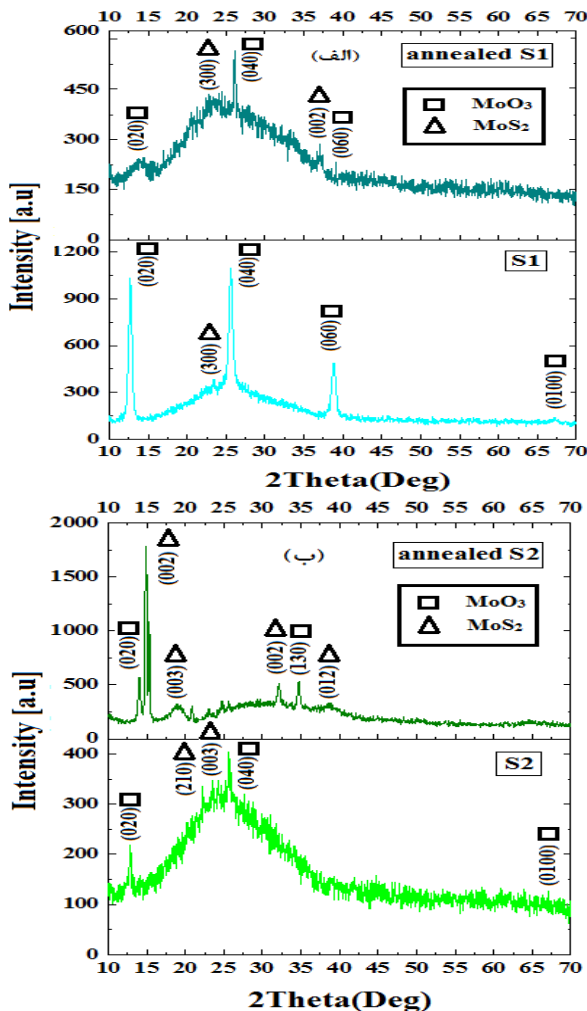 10 15 20 25 30 35 40 45 50 55 60 65 70
600
450
300
150
0
annealed S1
(الف)
□ MoO₃
△ MoS₂
(020)
(300)
(040)
(002)
(060)
Intensity [a.u]
1200
900
600
300
0
S1
(020)
(300)
(040)
(060)
(0100)
10 15 20 25 30 35 40 45 50 55 60 65 70
2Theta(Deg)
10 15 20 25 30 35 40 45 50 55 60 65 70
2000
1500
1000
500
0
annealed S2
(ب)
□ MoO₃
△ MoS₂
(020)
(002)
(003)
(002)
(130)
(012)
Intensity [a.u]
400
300
200
100
0
S2
(020)
(210)
(003)
(040)
(0100)
10 15 20 25 30 35 40 45 50 55 60 65 70
2Theta(Deg)